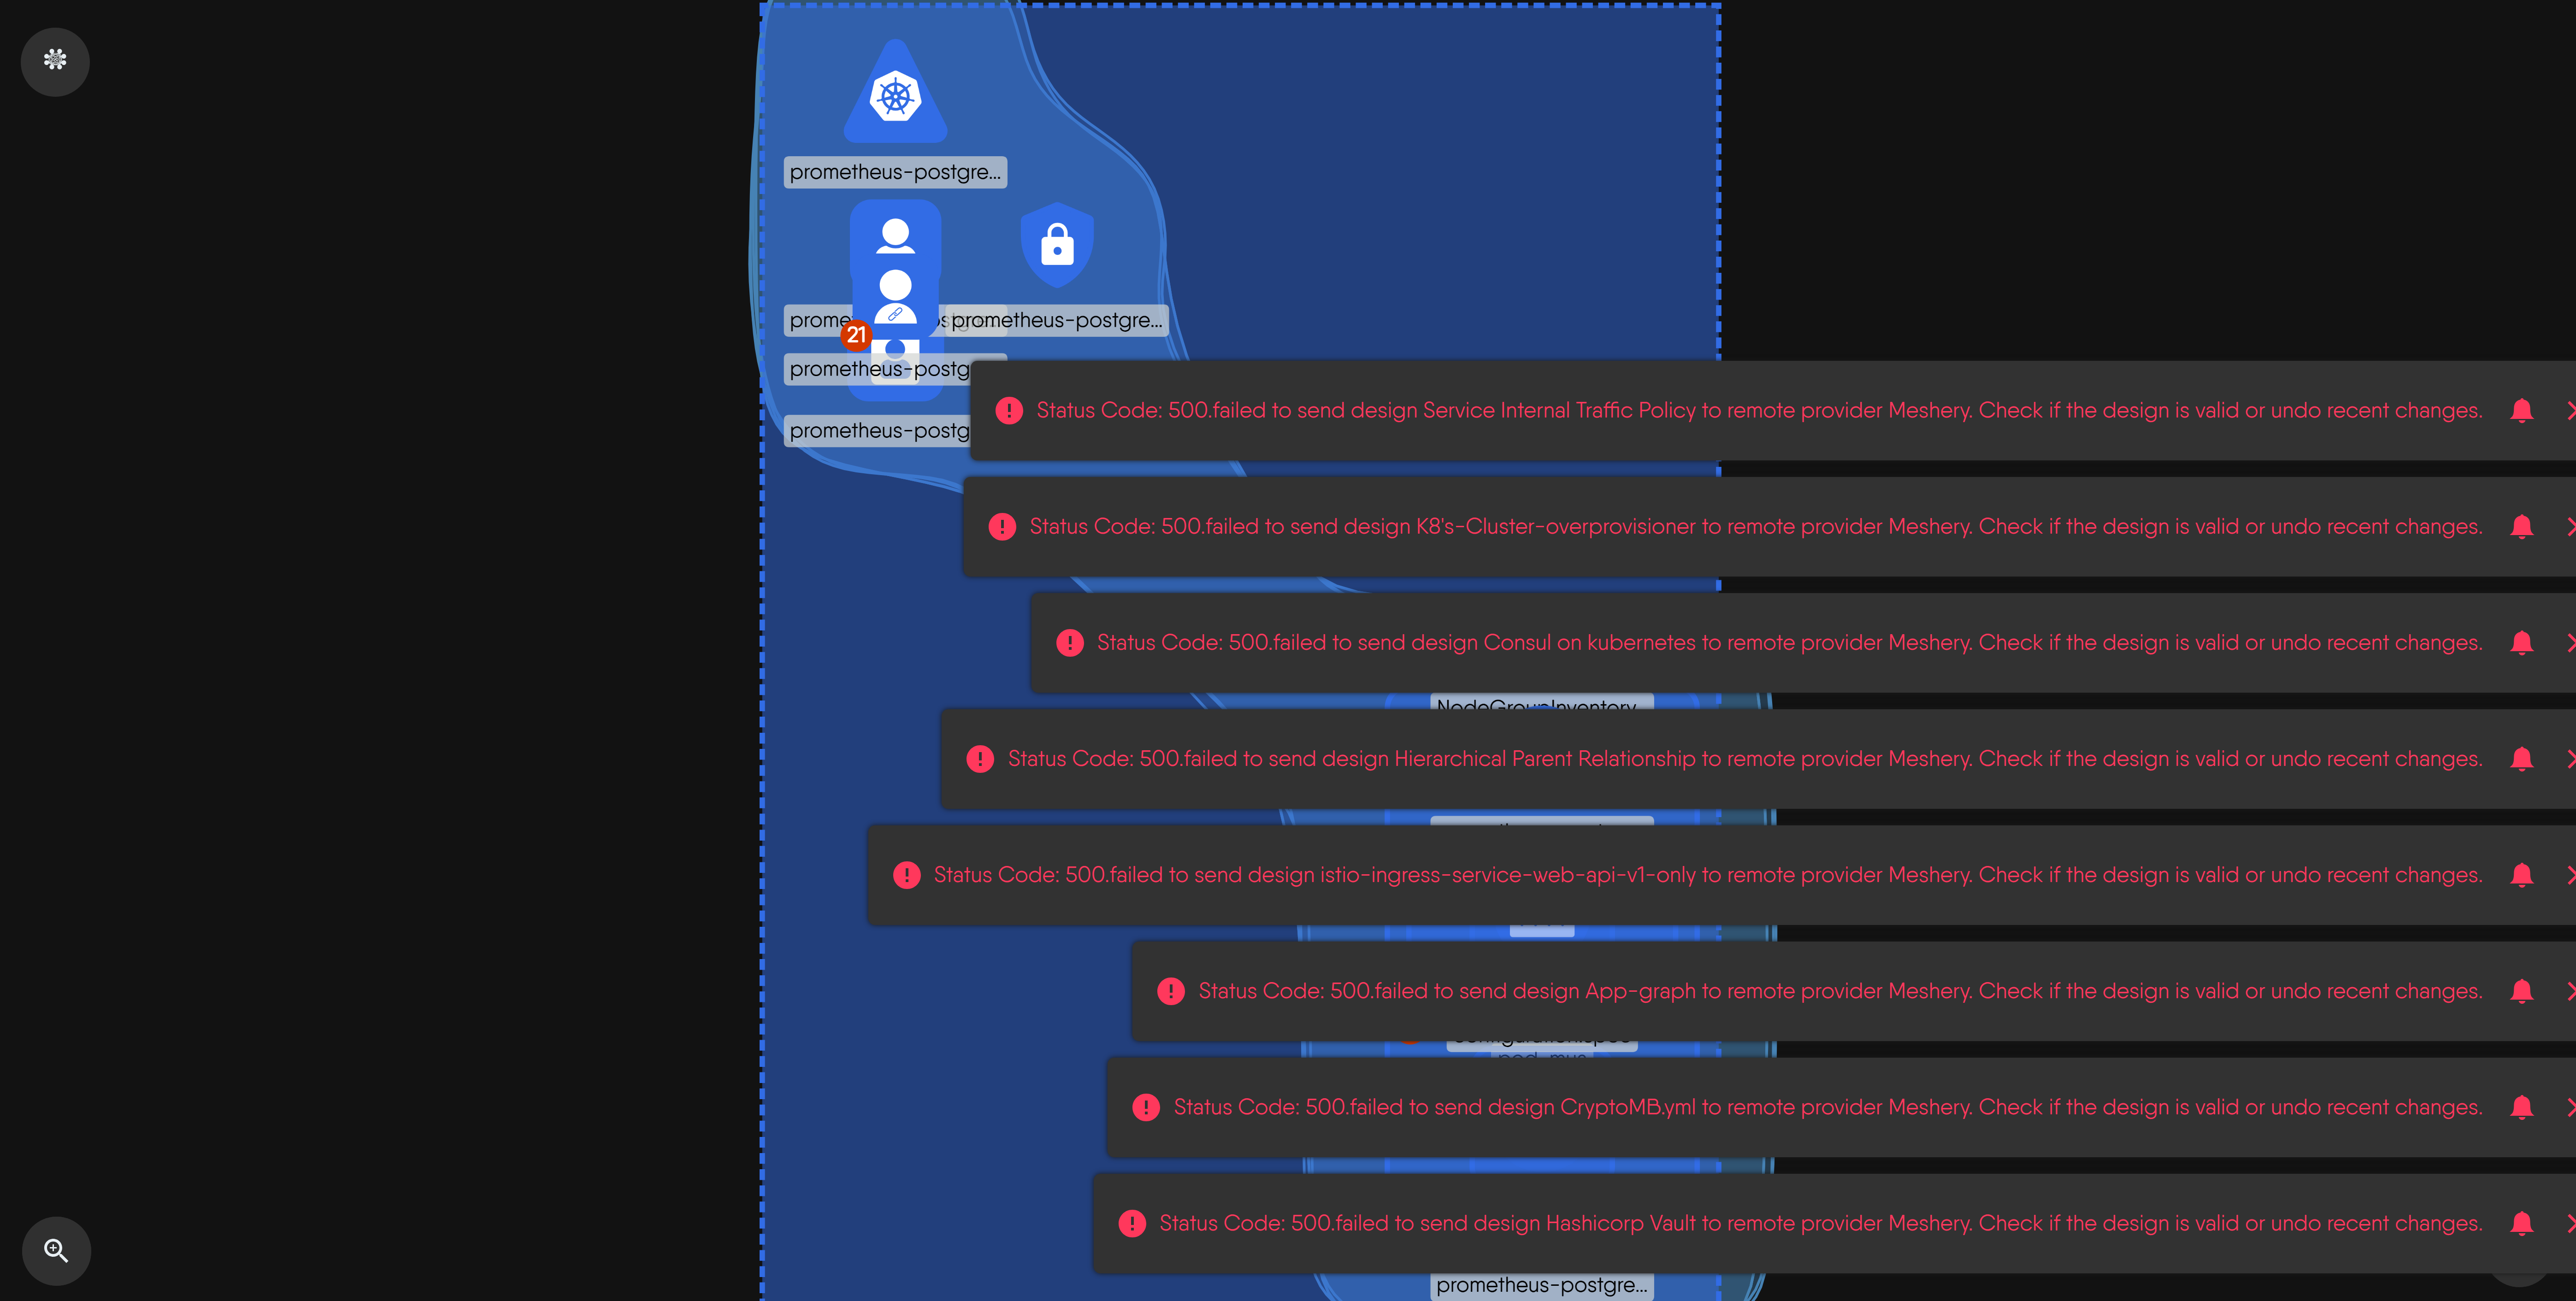 prometheus-postgre...
prometheus-postgre...
21
prometheus-postg
prometheus-postg
Status Code: 500.failed to send design Service Internal Traffic Policy to remote provider Meshery. Check if the design is valid or undo recent changes.
Status Code: 500.failed to send design K8's-Cluster-overprovisioner to remote provider Meshery. Check if the design is valid or undo recent changes.
Status Code: 500.failed to send design Consul on kubernetes to remote provider Meshery. Check if the design is valid or undo recent changes.
NodeGroupInventory
Status Code: 500.failed to send design Hierarchical Parent Relationship to remote provider Meshery. Check if the design is valid or undo recent changes.
Status Code: 500.failed to send design istio-ingress-service-web-api-v1-only to remote provider Meshery. Check if the design is valid or undo recent changes.
Status Code: 500.failed to send design App-graph to remote provider Meshery. Check if the design is valid or undo recent changes.
Status Code: 500.failed to send design CryptoMB.yml to remote provider Meshery. Check if the design is valid or undo recent changes.
Status Code: 500.failed to send design Hashicorp Vault to remote provider Meshery. Check if the design is valid or undo recent changes.
prometheus-postgre...